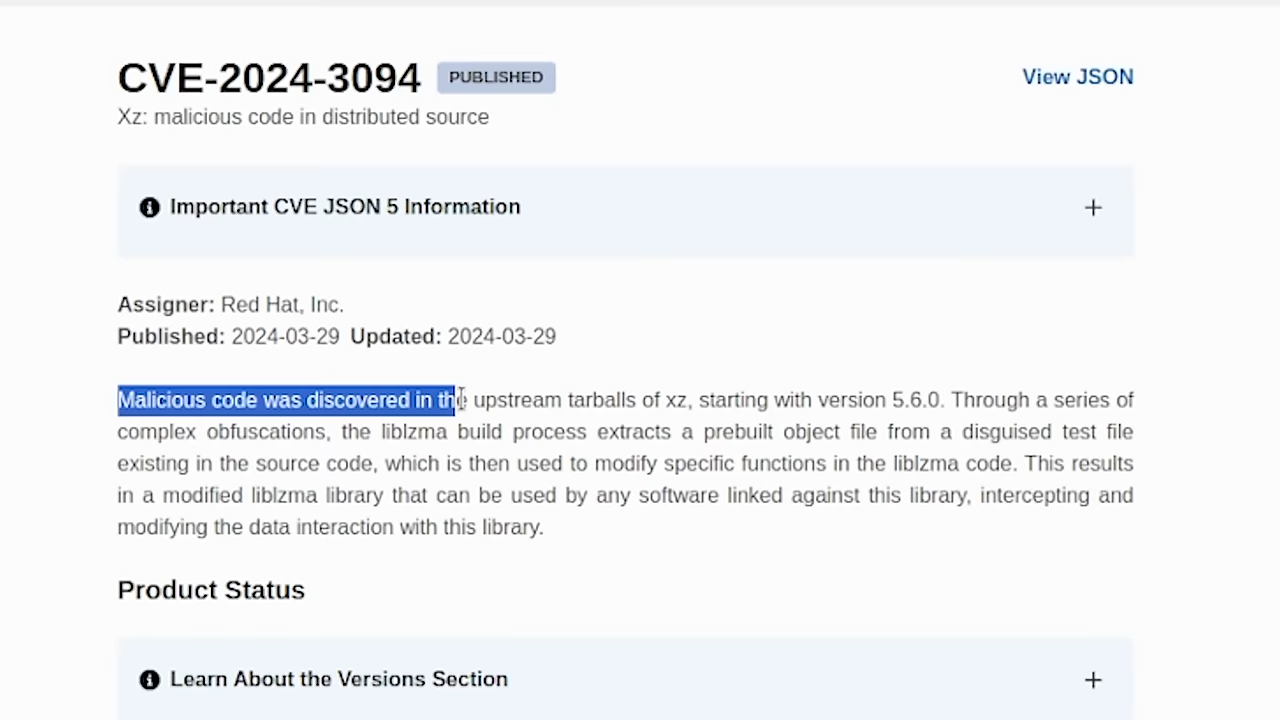 CVE-2024-3094 PUBLISHED View JSON
Xz: malicious code in distributed source
Important CVE JSON 5 Information
Assigner: Red Hat, Inc.
Published: 2024-03-29 Updated: 2024-03-29
Malicious code was discovered in the upstream tarballs of xz, starting with version 5.6.0. Through a series of
complex obfuscations, the liblzma build process extracts a prebuilt object file from a disguised test file
existing in the source code, which is then used to modify specific functions in the liblzma code. This results
in a modified liblzma library that can be used by any software linked against this library, intercepting and
modifying the data interaction with this library.
Product Status
Learn About the Versions Section